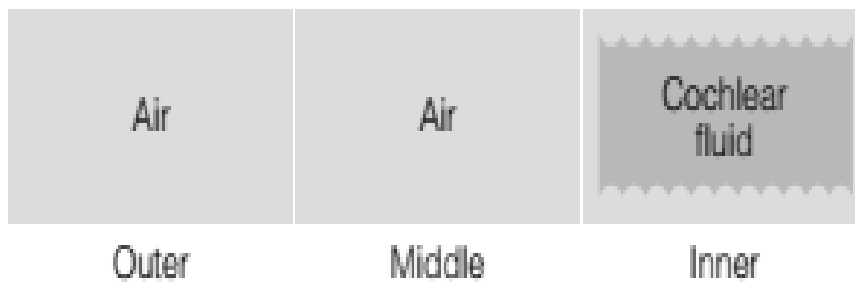 Air
Air
Cochlear
fluid
Outer
Middle
Inner